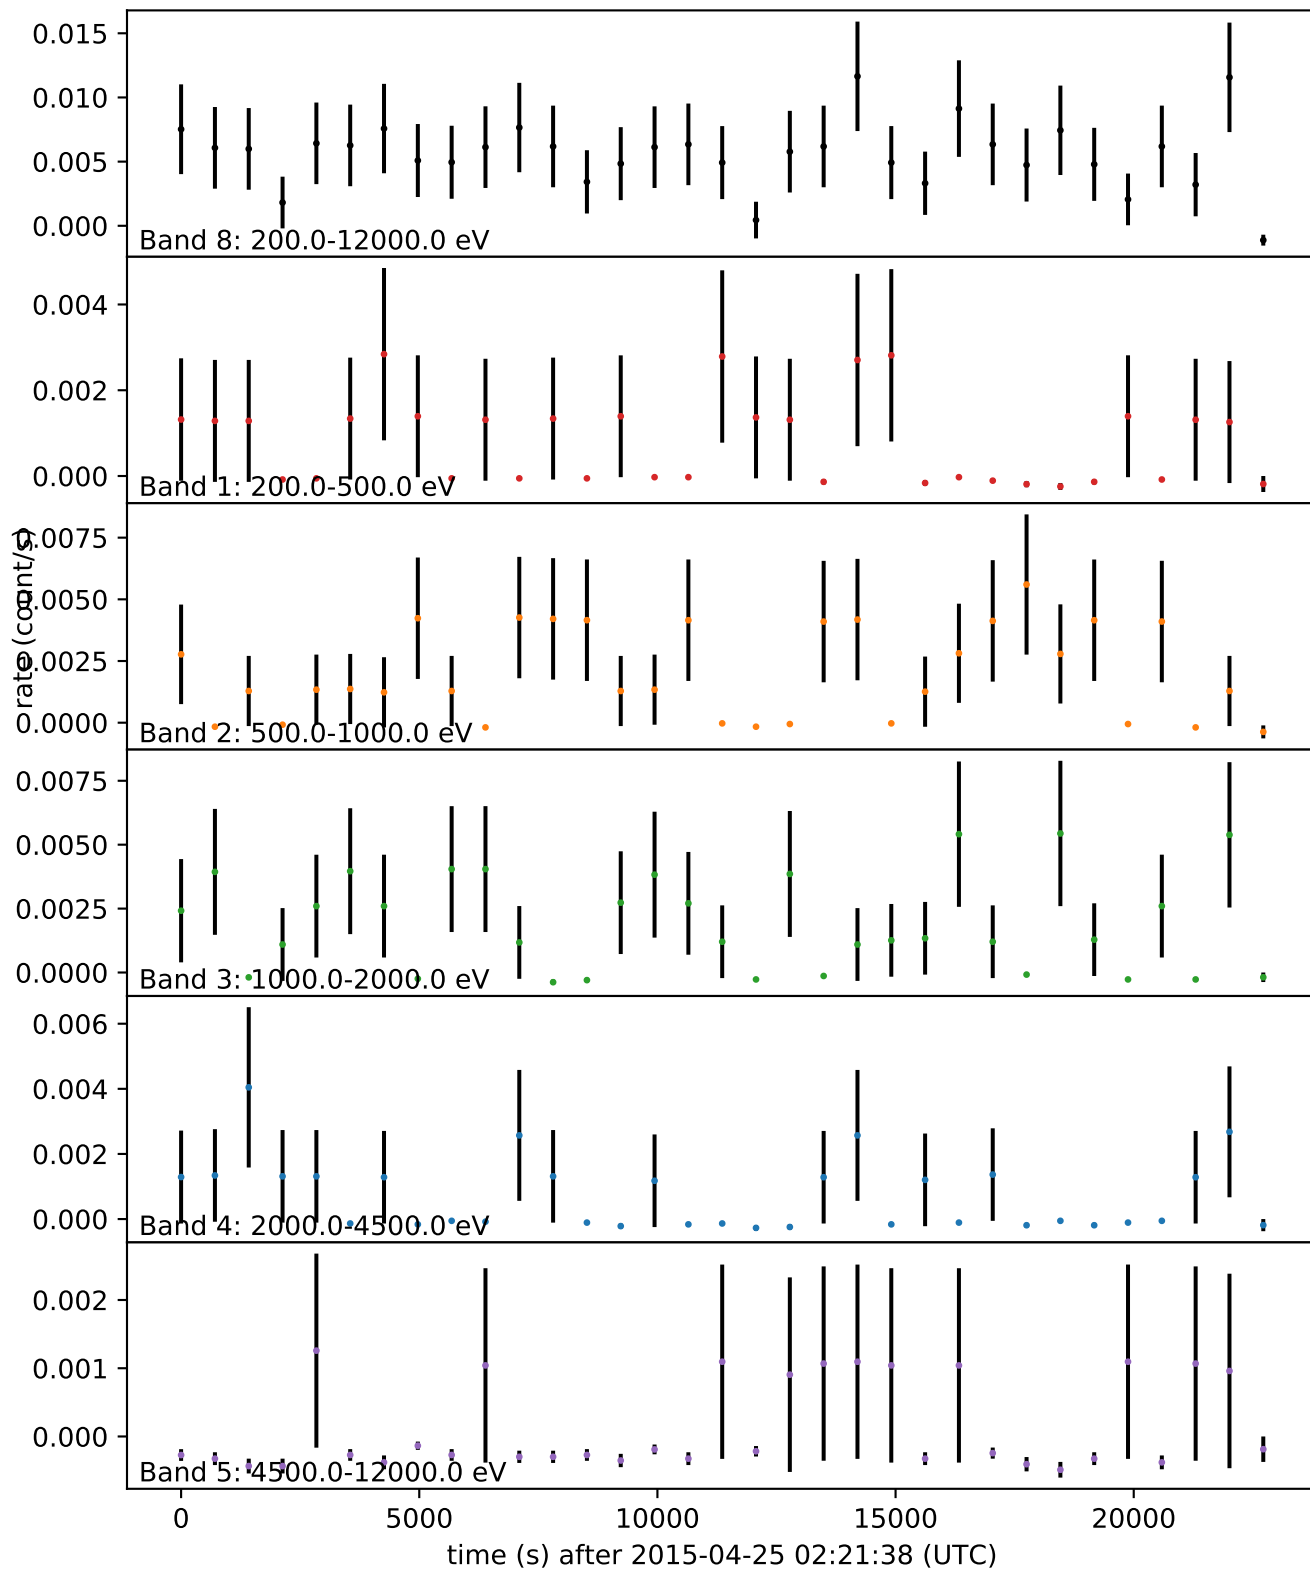 0.015
0.010
0.005
0.000
Band 8: 200.0-12000.0 eV
0.004
0.002
0.000
Band 1: 200.0-500.0 eV
rate (count/s)
0.0075
0.0050
0.0025
0.0000
Band 2: 500.0-1000.0 eV
0.0075
0.0050
0.0025
0.0000
Band 3: 1000.0-2000.0 eV
0.006
0.004
0.002
0.000
Band 4: 2000.0-4500.0 eV
0.002
0.001
0.000
Band 5: 4500.0-12000.0 eV
0 5000 10000 15000 20000
time (s) after 2015-04-25 02:21:38 (UTC)